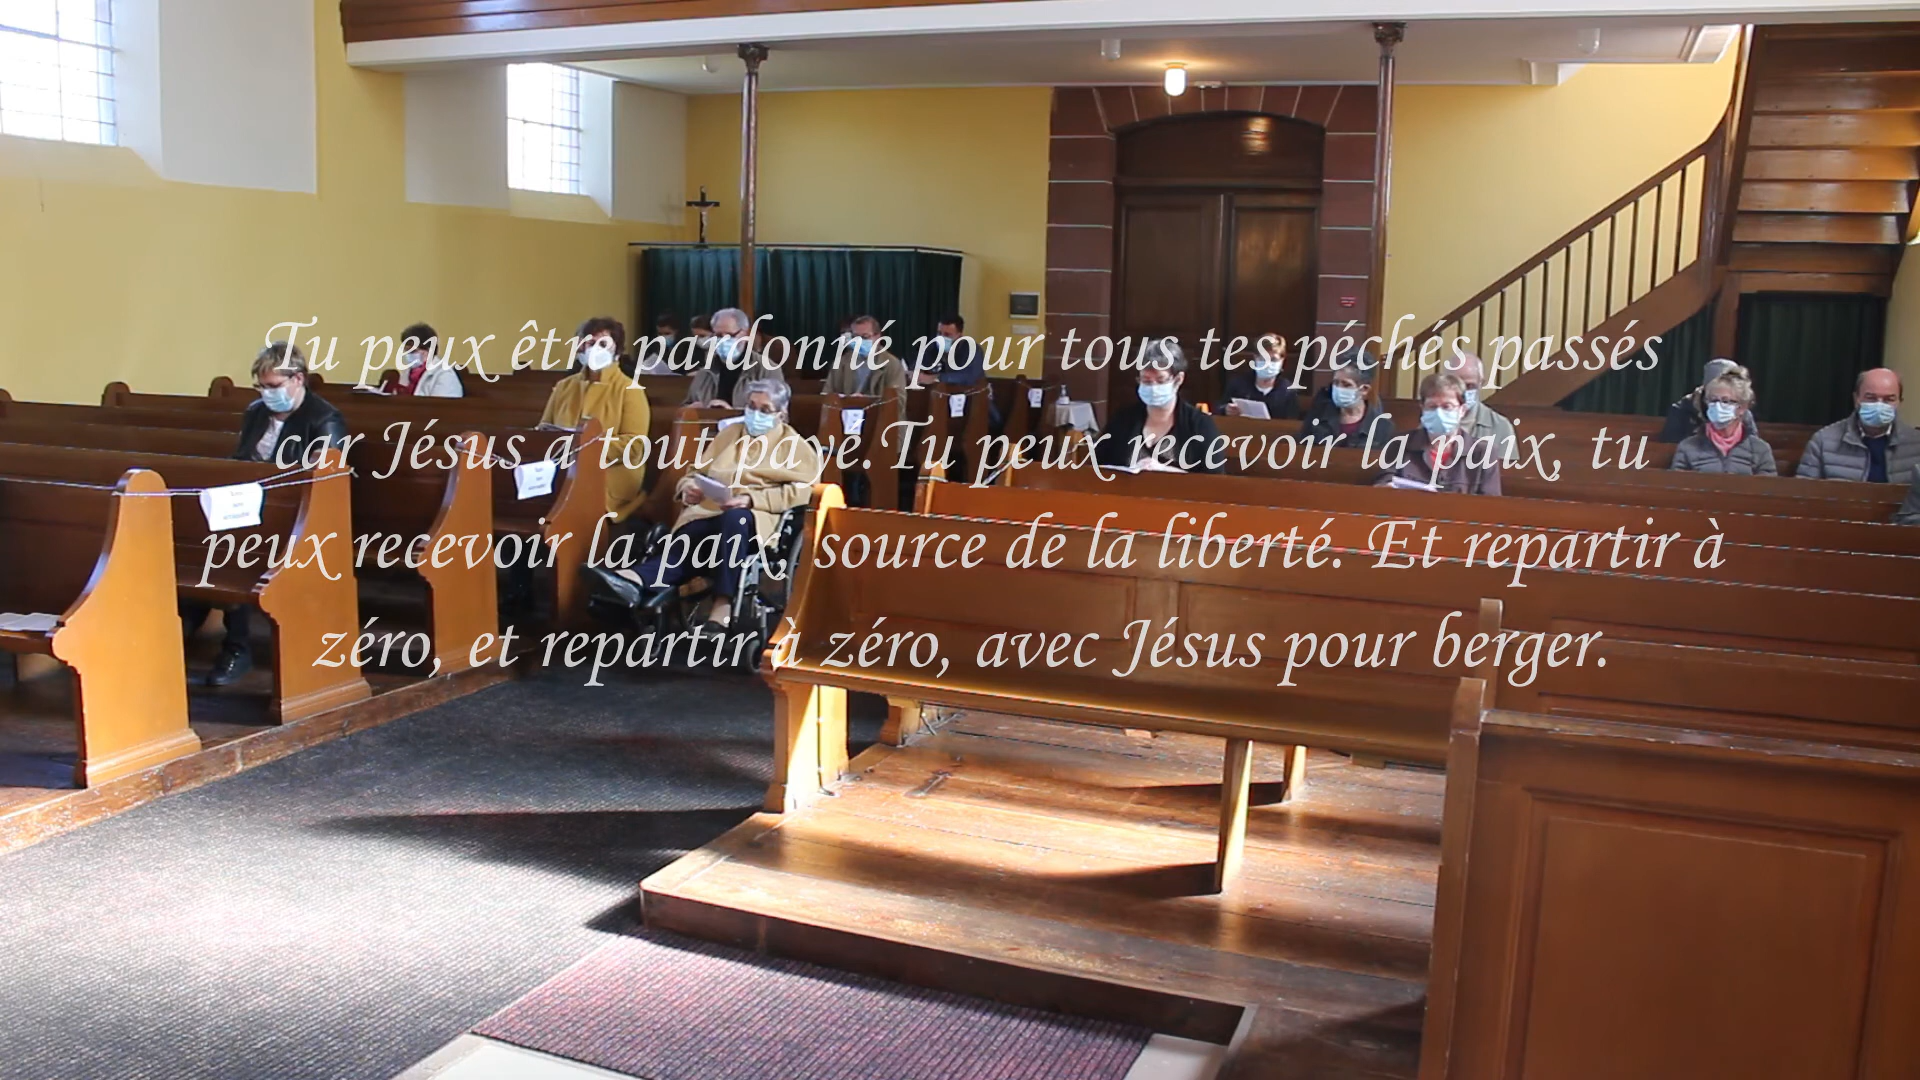 Tu peux être pardonné pour tous tes péchés passés
car Jésus a tout payé.Tu peux recevoir la paix, tu
peux recevoir la paix, source de la liberté. Et repartir à
zéro, et repartir à zéro, avec Jésus pour berger.